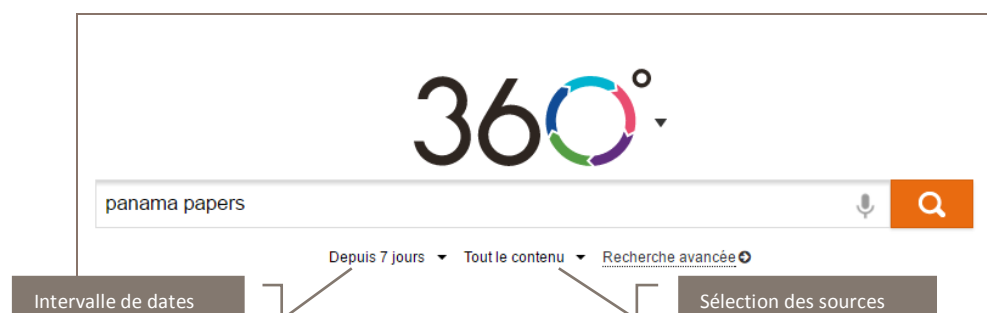 360°
panama papers
Depuis 7 jours Tout le contenu Recherche avancée
Intervalle de dates Sélection des sources